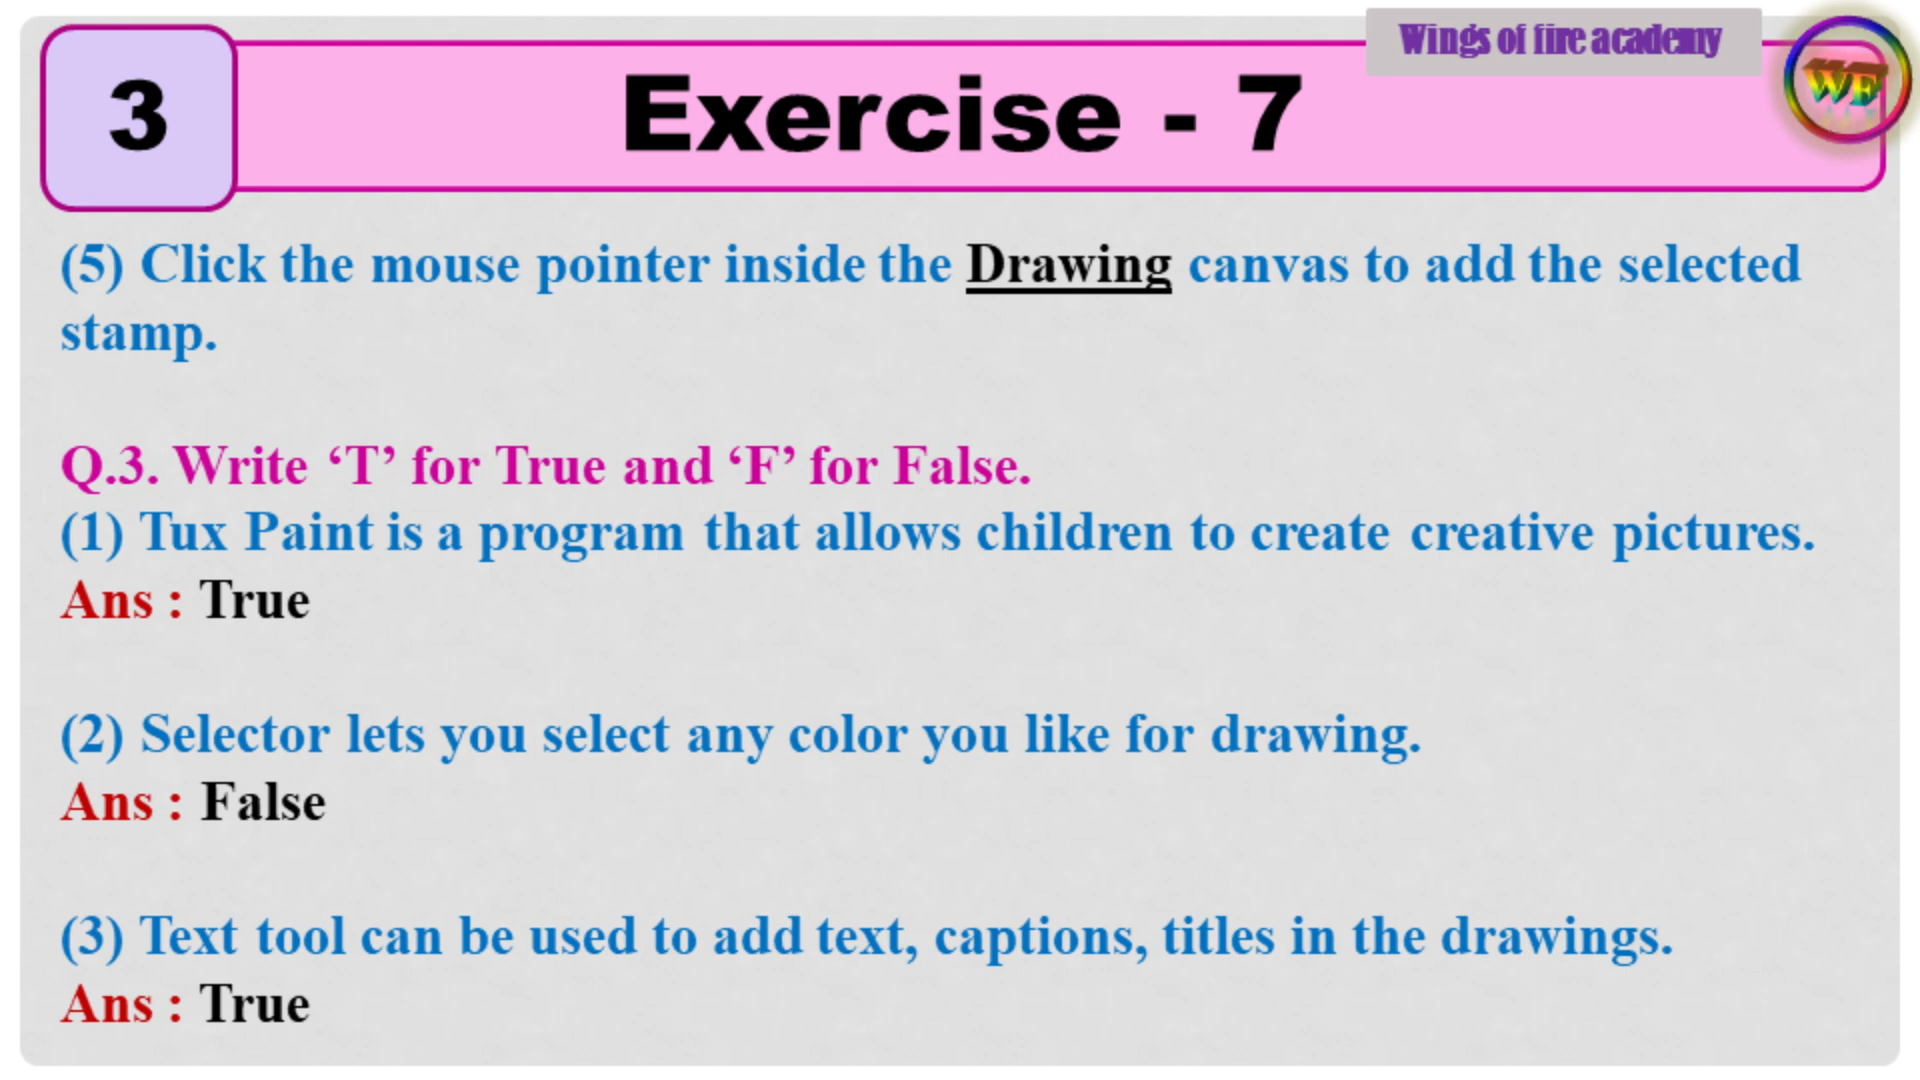 Wings of fire academy
WE
3
Exercise - 7
(5) Click the mouse pointer inside the Drawing canvas to add the selected
stamp.
Q.3. Write ‘T’ for True and ‘F’ for False.
(1) Tux Paint is a program that allows children to create creative pictures.
Ans : True
(2) Selector lets you select any color you like for drawing.
Ans : False
(3) Text tool can be used to add text, captions, titles in the drawings.
Ans : True